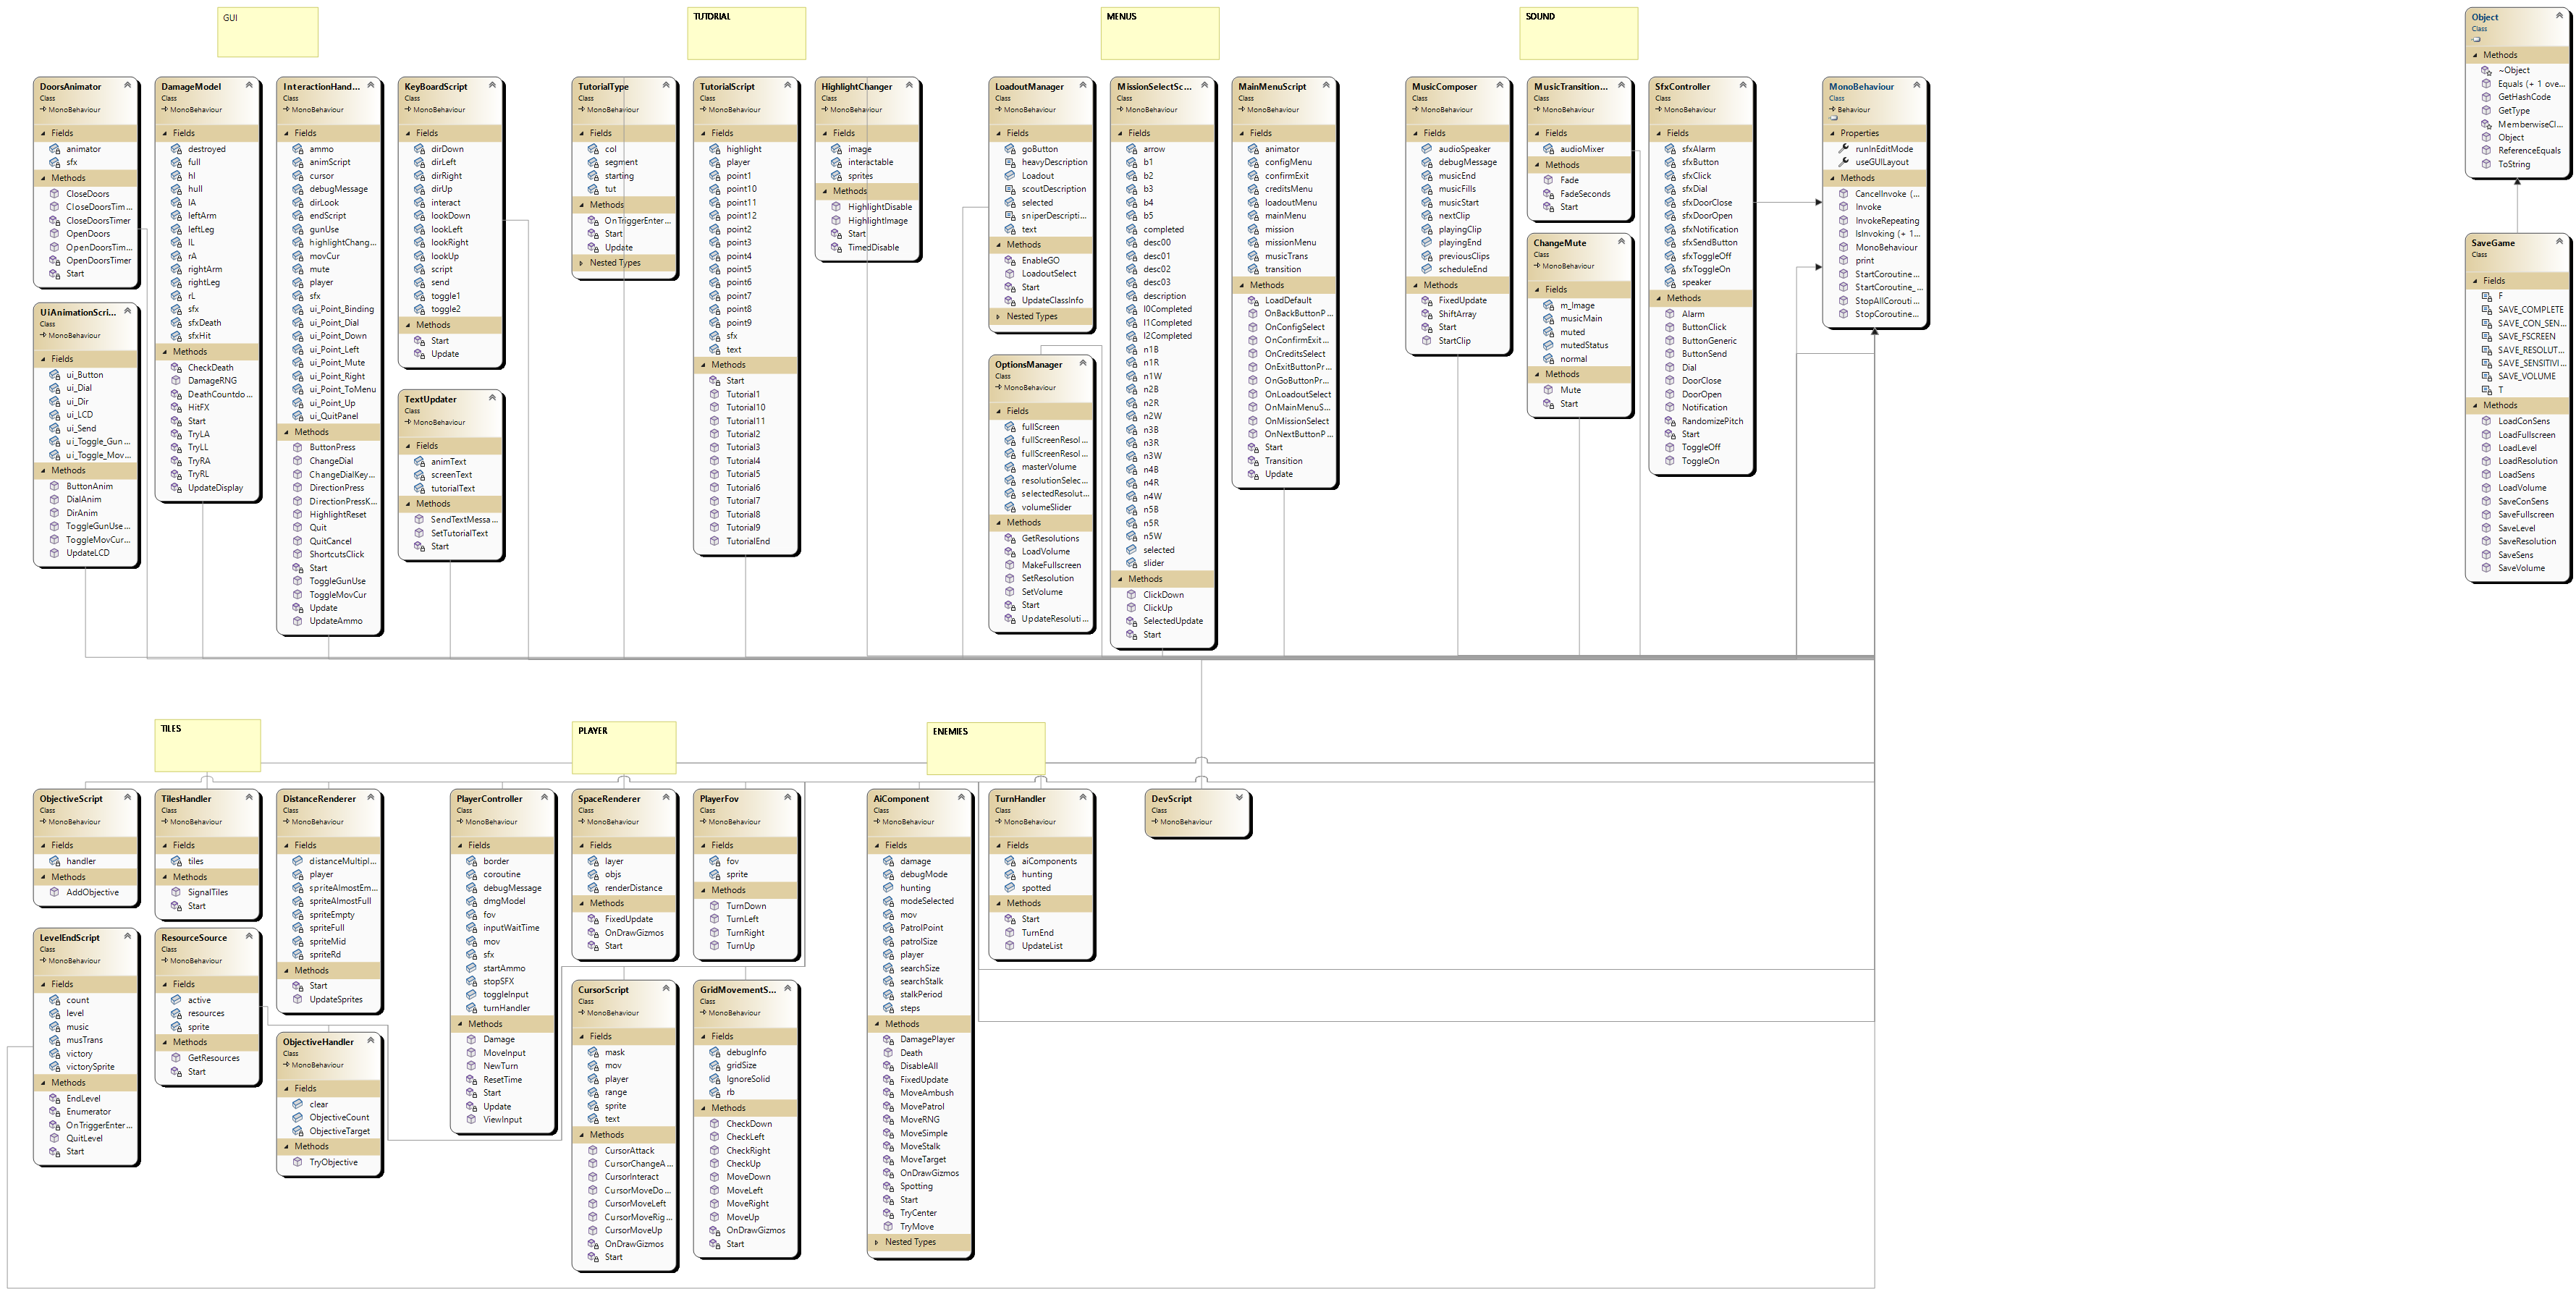 GUI
TUTORIAL
MENUS
SOUND
DoorsAnimator
Class
MonoBehaviour
Fields
animator
sfx
Methods
CloseDoors
CloseDoorsTim...
CloseDoorsTimer
OpenDoors
OpenDoorsTim...
OpenDoorsTimer
Start
UiAnimationScri...
Class
MonoBehaviour
Fields
ui_Button
ui_Dial
ui_Dir
ui_LCD
ui_Send
ui_Toggle_Gun...
ui_Toggle_Mov...
Methods
ButtonAnim
DialAnim
DirAnim
ToggleGunUse...
ToggleMovCur...
UpdateLCD
DamageModel
Class
MonoBehaviour
Fields
destroyed
full
hl
hull
lA
leftArm
leftLeg
lL
rA
rightArm
rightLeg
rL
sfx
sfxDeath
sfxHit
Methods
CheckDeath
DamageRNG
DeathCountdo...
HitFX
Start
TryLA
TryLL
TryRA
TryRL
UpdateDisplay
InteractionHand...
Class
MonoBehaviour
Fields
ammo
animScript
cursor
debugMessage
dirLook
endScript
gunUse
highlightChang...
movCur
mute
player
sfx
ui_Point_Binding
ui_Point_Dial
ui_Point_Down
ui_Point_Left
ui_Point_Mute
ui_Point_Right
ui_Point_ToMenu
ui_Point_Up
ui_QuitPanel
Methods
ButtonPress
ChangeDial
ChangeDialKey...
DirectionPress
DirectionPressK...
HighlightReset
Quit
QuitCancel
ShortcutsClick
Start
ToggleGunUse
ToggleMovCur
Update
UpdateAmmo
KeyBoardScript
Class
MonoBehaviour
Fields
dirDown
dirLeft
dirRight
dirUp
interact
lookDown
lookLeft
lookRight
lookUp
script
send
toggle1
toggle2
Methods
Start
Update
TextUpdater
Class
MonoBehaviour
Fields
animText
screenText
tutorialText
Methods
SendTextMessa...
SetTutorialText
Start
TutorialType
Class
MonoBehaviour
Fields
col
segment
starting
tut
Methods
OnTriggerEnter...
Start
Update
Nested Types
TutorialScript
Class
MonoBehaviour
Fields
highlight
player
point1
point10
point11
point12
point2
point3
point4
point5
point6
point7
point8
point9
sfx
text
Methods
Start
Tutorial1
Tutorial10
Tutorial11
Tutorial2
Tutorial3
Tutorial4
Tutorial5
Tutorial6
Tutorial7
Tutorial8
Tutorial9
TutorialEnd
HighlightChanger
Class
MonoBehaviour
Fields
image
interactable
sprites
Methods
HighlightDisable
HighlightImage
Start
TimedDisable
LoadoutManager
Class
MonoBehaviour
Fields
goButton
heavyDescription
Loadout
scoutDescription
selected
sniperDescripti...
text
Methods
EnableGO
LoadoutSelect
Start
UpdateClassInfo
Nested Types
OptionsManager
Class
MonoBehaviour
Fields
fullScreen
fullScreenResol...
fullScreenResol...
masterVolume
resolutionSelec...
selectedResolut...
volumeSlider
Methods
GetResolutions
LoadVolume
MakeFullscreen
SetResolution
SetVolume
Start
UpdateResoluti...
MissionSelectSc...
Class
MonoBehaviour
Fields
arrow
b1
b2
b3
b4
b5
completed
desc00
desc01
desc02
desc03
description
l0Completed
l1Completed
l2Completed
n1B
n1R
n1W
n2B
n2R
n2W
n3B
n3R
n3W
n4B
n4R
n4W
n5B
n5R
n5W
selected
slider
Methods
ClickDown
ClickUp
SelectedUpdate
Start
MainMenuScript
Class
MonoBehaviour
Fields
animator
configMenu
confirmExit
creditsMenu
loadoutMenu
mainMenu
mission
missionMenu
musicTrans
transition
Methods
LoadDefault
OnBackButtonP...
OnConfigSelect
OnConfirmExit...
OnCreditsSelect
OnExitButtonPr...
OnGoButtonPr...
OnLoadoutSelect
OnMainMenuS...
OnMissionSelect
OnNextButtonP...
Start
Transition
Update
MusicComposer
Class
MonoBehaviour
Fields
audioSpeaker
debugMessage
musicEnd
musicFills
musicStart
nextClip
playingClip
playingEnd
previousClips
scheduleEnd
Methods
FixedUpdate
ShiftArray
Start
StartClip
MusicTransition...
Class
MonoBehaviour
Fields
audioMixer
Methods
Fade
FadeSeconds
Start
ChangeMute
Class
MonoBehaviour
Fields
m_Image
musicMain
muted
mutedStatus
normal
Methods
Mute
Start
SfxController
Class
MonoBehaviour
Fields
sfxAlarm
sfxButton
sfxClick
sfxDial
sfxDoorClose
sfxDoorOpen
sfxNotification
sfxSendButton
sfxToggleOff
sfxToggleOn
speaker
Methods
Alarm
ButtonClick
ButtonGeneric
ButtonSend
Dial
DoorClose
DoorOpen
Notification
RandomizePitch
Start
ToggleOff
ToggleOn
MonoBehaviour
Class
Behaviour
Properties
runInEditMode
useGUILayout
Methods
CancelInvoke (...
Invoke
InvokeRepeating
IsInvoking (+ 1...
MonoBehaviour
print
StartCoroutine...
StartCoroutine_...
StopAllCorouti...
StopCoroutine...
Object
Class
Methods
~Object
Equals (+ 1 ove...
GetHashCode
GetType
MemberwiseCl...
Object
ReferenceEquals
ToString
SaveGame
Class
Fields
F
SAVE_COMPLETE
SAVE_CON_SEN...
SAVE_FSCREEN
SAVE_RESOLUT...
SAVE_SENSITIVI...
SAVE_VOLUME
T
Methods
LoadConSens
LoadFullscreen
LoadLevel
LoadResolution
LoadSens
LoadVolume
SaveConSens
SaveFullscreen
SaveLevel
SaveResolution
SaveSens
SaveVolume
TILES
PLAYER
ENEMIES
ObjectiveScript
Class
MonoBehaviour
Fields
handler
Methods
AddObjective
LevelEndScript
Class
MonoBehaviour
Fields
count
level
music
musTrans
victory
victorySprite
Methods
EndLevel
Enumerator
OnTriggerEnter...
QuitLevel
Start
TilesHandler
Class
MonoBehaviour
Fields
tiles
Methods
SignalTiles
Start
ResourceSource
Class
MonoBehaviour
Fields
active
resources
sprite
Methods
GetResources
Start
DistanceRenderer
Class
MonoBehaviour
Fields
distanceMultipl...
player
spriteAlmostEm...
spriteAlmostFull
spriteEmpty
spriteFull
spriteMid
spriteRd
Methods
Start
UpdateSprites
ObjectiveHandler
Class
MonoBehaviour
Fields
clear
ObjectiveCount
ObjectiveTarget
Methods
TryObjective
PlayerController
Class
MonoBehaviour
Fields
border
coroutine
debugMessage
dmgModel
fov
inputWaitTime
mov
sfx
startAmmo
stopSFX
toggleInput
turnHandler
Methods
Damage
MoveInput
NewTurn
ResetTime
Start
Update
ViewInput
SpaceRenderer
Class
MonoBehaviour
Fields
layer
objs
renderDistance
Methods
FixedUpdate
OnDrawGizmos
Start
CursorScript
Class
MonoBehaviour
Fields
mask
mov
player
range
sprite
text
Methods
CursorAttack
CursorChangeA...
CursorInteract
CursorMoveDo...
CursorMoveLeft
CursorMoveRig...
CursorMoveUp
OnDrawGizmos
Start
PlayerFov
Class
MonoBehaviour
Fields
fov
sprite
Methods
TurnDown
TurnLeft
TurnRight
TurnUp
GridMovementS...
Class
MonoBehaviour
Fields
debugInfo
gridSize
IgnoreSolid
rb
Methods
CheckDown
CheckLeft
CheckRight
CheckUp
MoveDown
MoveLeft
MoveRight
MoveUp
OnDrawGizmos
Start
AiComponent
Class
MonoBehaviour
Fields
damage
debugMode
hunting
modeSelected
mov
PatrolPoint
patrolSize
player
searchSize
searchStalk
stalkPeriod
steps
Methods
DamagePlayer
Death
DisableAll
FixedUpdate
MoveAmbush
MovePatrol
MoveRNG
MoveSimple
MoveStalk
MoveTarget
OnDrawGizmos
Spotting
Start
TryCenter
TryMove
Nested Types
TurnHandler
Class
MonoBehaviour
Fields
aiComponents
hunting
spotted
Methods
Start
TurnEnd
UpdateList
DevScript
Class
MonoBehaviour